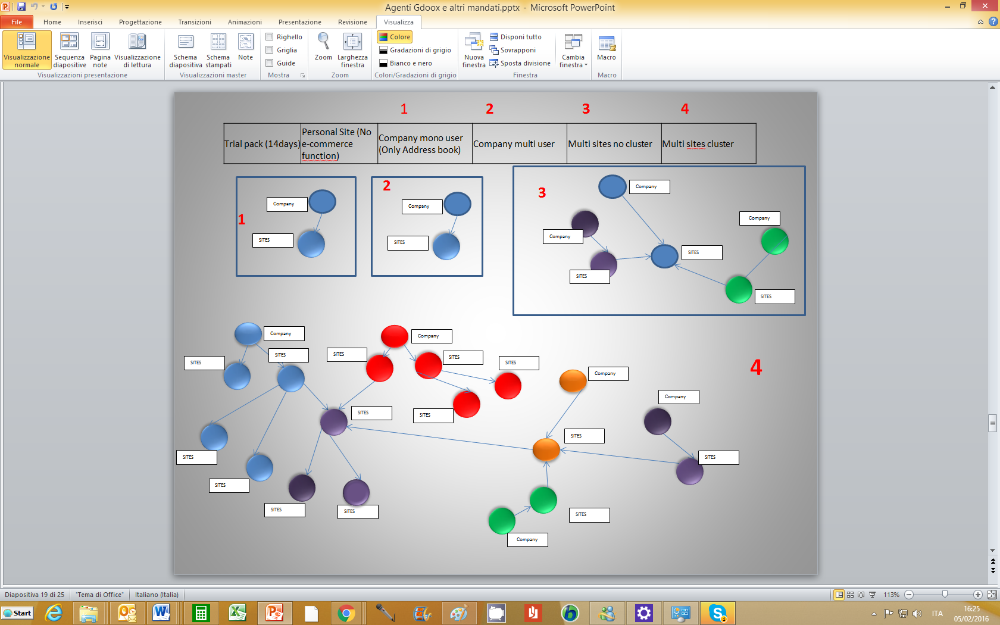 Agenti Gdoox e altri mandati.pptx - Microsoft PowerPoint
File Home Inserisci Progettazione Transizioni Animazioni Presentazione Revisione Visualizza
Visualizzazione normale
Sequenza diapositive
Pagina note
Visualizzazione di lettura
Visualizzazioni presentazione
Schema diapositiva
Schema stampati
Note
Visualizzazioni master
Righello
Griglia
Guide
Mostra
Zoom
Larghezza finestra
Zoom
Colore
Gradazioni di grigio
Bianco e nero
Colori/Gradazioni di grigio
Nuova finestra
Disponi tutto
Sovrapponi
Sposta divisione
Cambia finestra
Finestra
Macro
Macro
1 2 3 4
Trial pack (14days)
Personal Site (No
e-commerce
function)
Company mono user
(Only Address book)
Company multi user
Multi sites no cluster
Multi sites cluster
1
Company
SITES
2
Company
SITES
3
Company
Company
Company
SITES
SITES
SITES
4
Company
SITES
SITES
SITES
SITES
Company
SITES
SITES
SITES
SITES
SITES
SITES
SITES
Company
SITES
Company
SITES
SITES
Company
Diapositiva 19 di 25
"Tema di Office"
Italiano (Italia)
113%
Start
ITA
16:25
05/02/2016
1